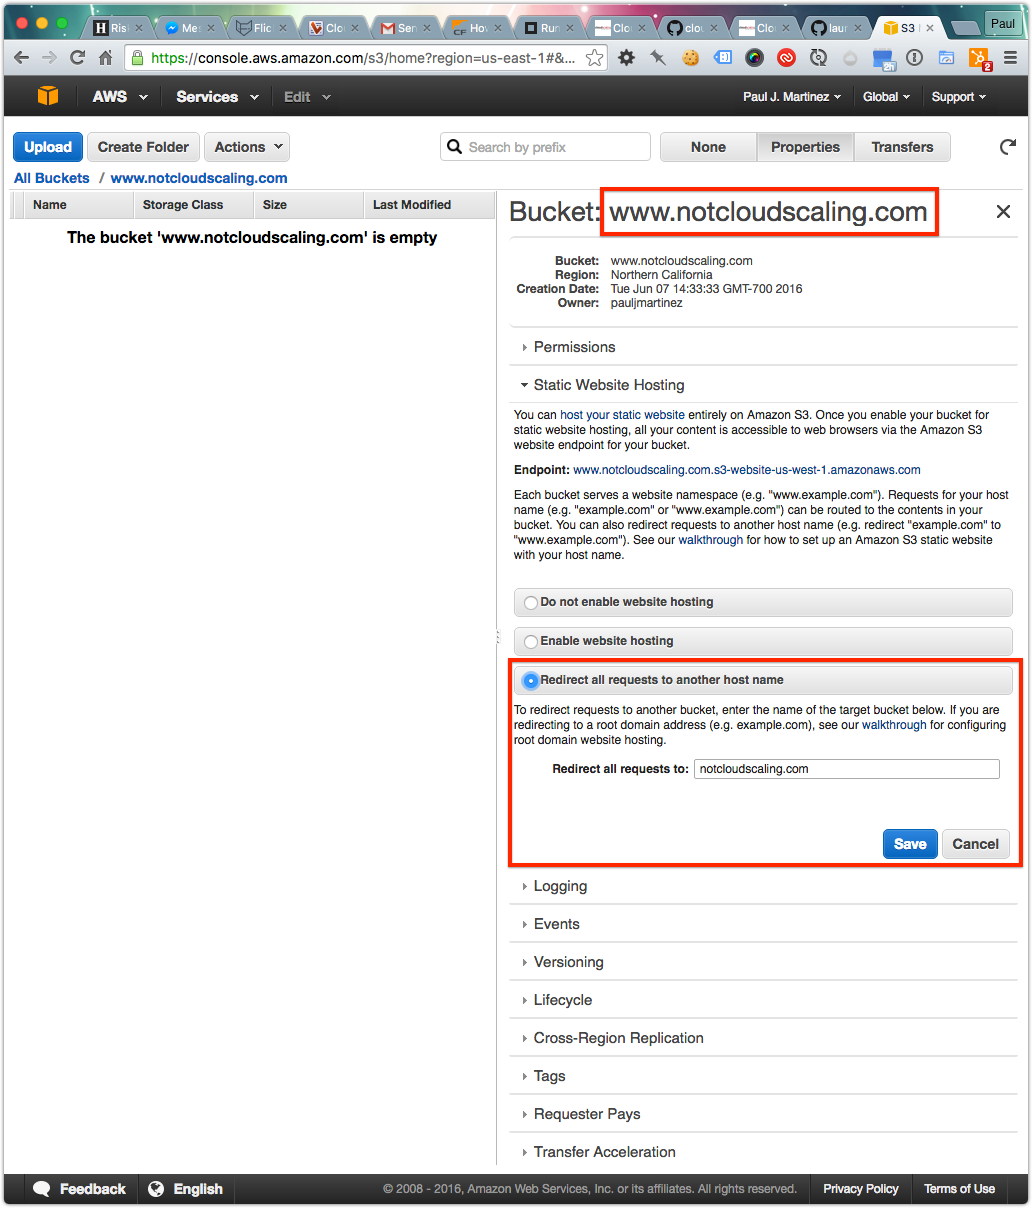 Ris
Mes
Flic
Clo
Sen
How
Run
Clo
clou
Clo
laur
S3
Paul
https://console.aws.amazon.com/s3/home?region=us-east-1#&...
2h
2
AWS
Services
Edit
Paul J. Martinez
Global
Support
Upload
Create Folder
Actions
Search by prefix
None
Properties
Transfers
All Buckets / www.notcloudscaling.com
Name
Storage Class
Size
Last Modified
The bucket 'www.notcloudscaling.com' is empty
Bucket: www.notcloudscaling.com
Bucket: www.notcloudscaling.com
Region: Northern California
Creation Date: Tue Jun 07 14:33:33 GMT-700 2016
Owner: pauljmartinez
Permissions
Static Website Hosting
You can host your static website entirely on Amazon S3. Once you enable your bucket for
static website hosting, all your content is accessible to web browsers via the Amazon S3
website endpoint for your bucket.
Endpoint: www.notcloudscaling.com.s3-website-us-west-1.amazonaws.com
Each bucket serves a website namespace (e.g. "www.example.com"). Requests for your host
name (e.g. "example.com" or "www.example.com") can be routed to the contents in your
bucket. You can also redirect requests to another host name (e.g. redirect "example.com" to
"www.example.com"). See our walkthrough for how to set up an Amazon S3 static website
with your host name.
Do not enable website hosting
Enable website hosting
Redirect all requests to another host name
To redirect requests to another bucket, enter the name of the target bucket below. If you are
redirecting to a root domain address (e.g. example.com), see our walkthrough for configuring
root domain website hosting.
Redirect all requests to: notcloudscaling.com
Save
Cancel
Logging
Events
Versioning
Lifecycle
Cross-Region Replication
Tags
Requester Pays
Transfer Acceleration
Feedback
English
© 2008 - 2016, Amazon Web Services, Inc. or its affiliates. All rights reserved.
Privacy Policy
Terms of Use